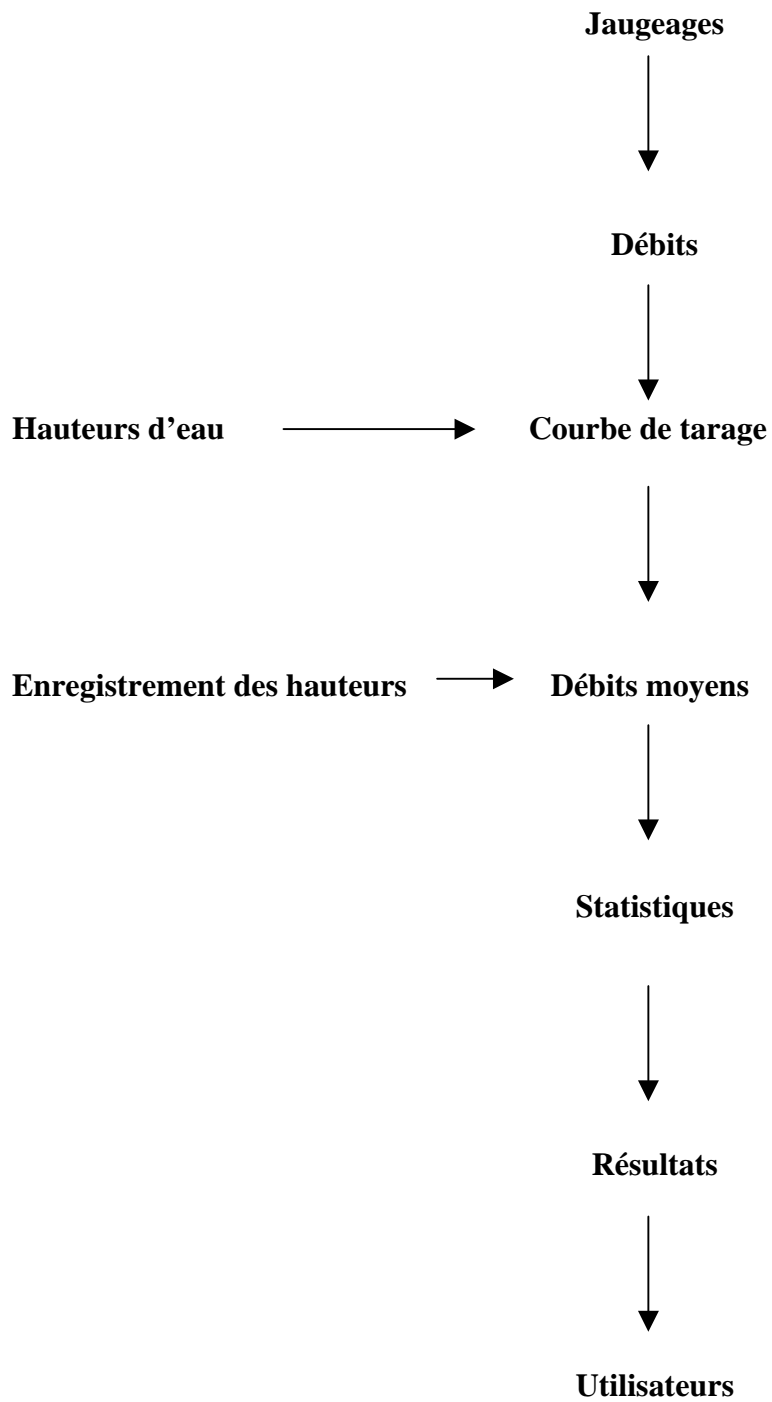 Jaugeages
Débits
Hauteurs d’eau Courbe de tarage
Enregistrement des hauteurs Débits moyens
Statistiques
Résultats
Utilisateurs